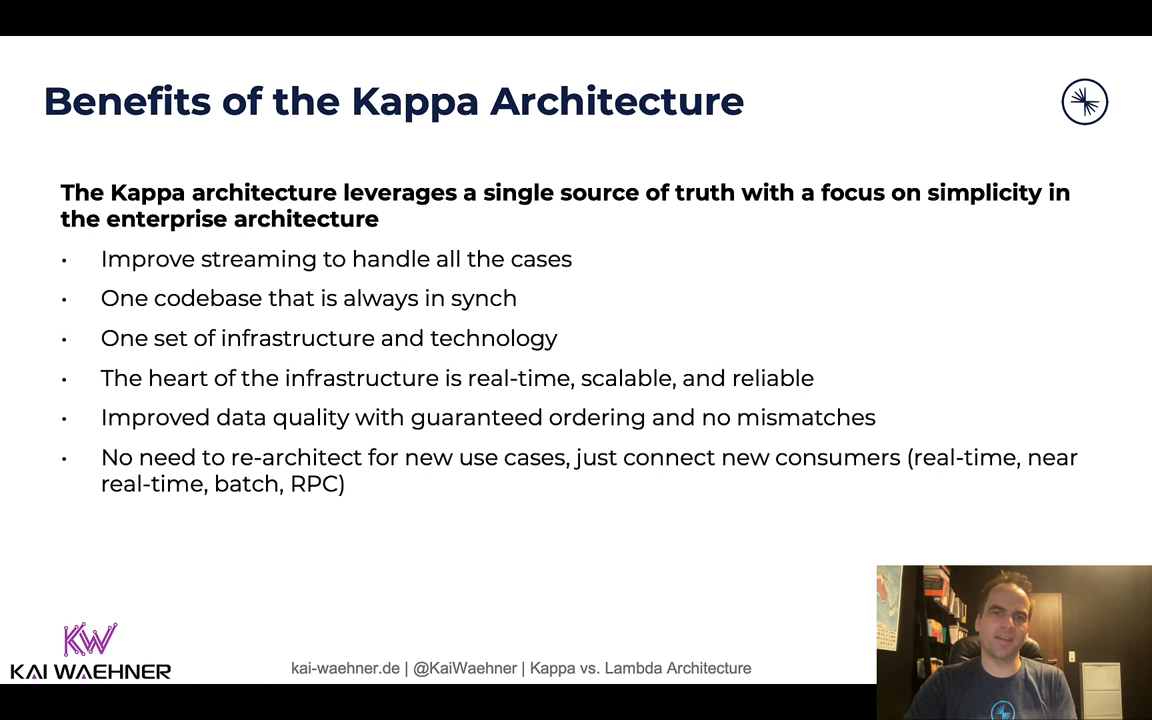 Benefits of the Kappa Architecture
The Kappa architecture leverages a single source of truth with a focus on simplicity in
the enterprise architecture
• Improve streaming to handle all the cases
• One codebase that is always in synch
• One set of infrastructure and technology
• The heart of the infrastructure is real-time, scalable, and reliable
• Improved data quality with guaranteed ordering and no mismatches
• No need to re-architect for new use cases, just connect new consumers (real-time, near
real-time, batch, RPC)
KW
KAI WAEHNER
kai-waehner.de | @KaiWaehner | Kappa vs. Lambda Architecture